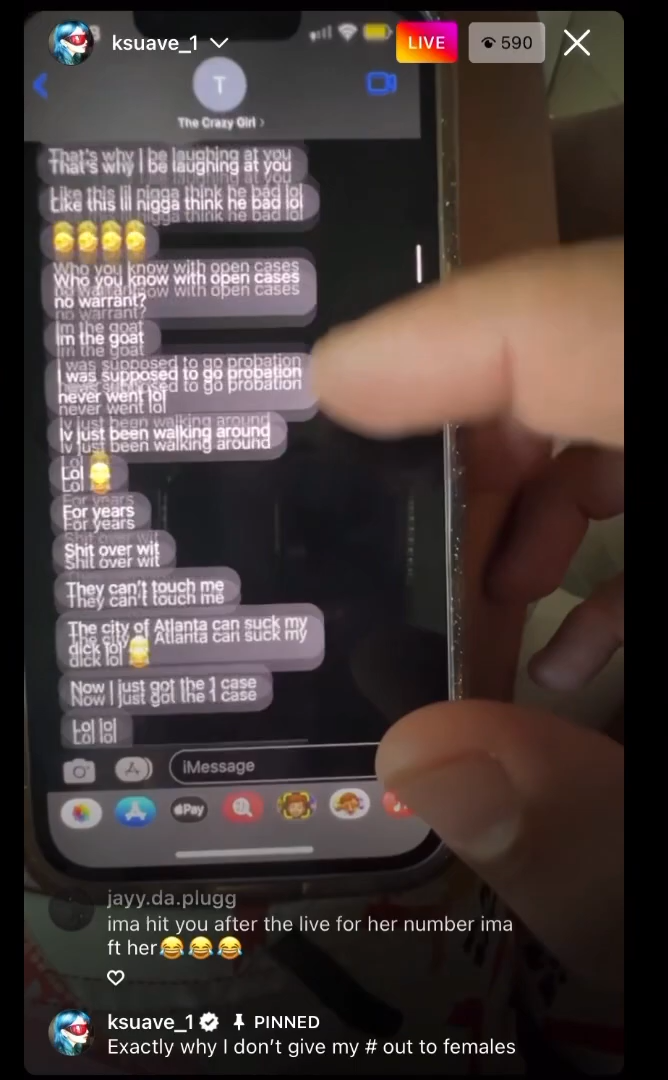 ksuave_1
LIVE
590
T
The Crazy Girl
That's why I be laughing at you
Like this lil nigga think he bad lol
Who you know with open cases
no warrant?
Im the goat
I was supposed to go probation
never went lol
Iv just been walking around
Lol
For years
Shit over wit
They can't touch me
The city of Atlanta can suck my
dick lol
Now I just got the 1 case
Lol lol
iMessage
Pay
jayy.da.plugg
ima hit you after the live for her number ima
ft her😂😂😂
ksuave_1 PINNED
Exactly why I don't give my # out to females